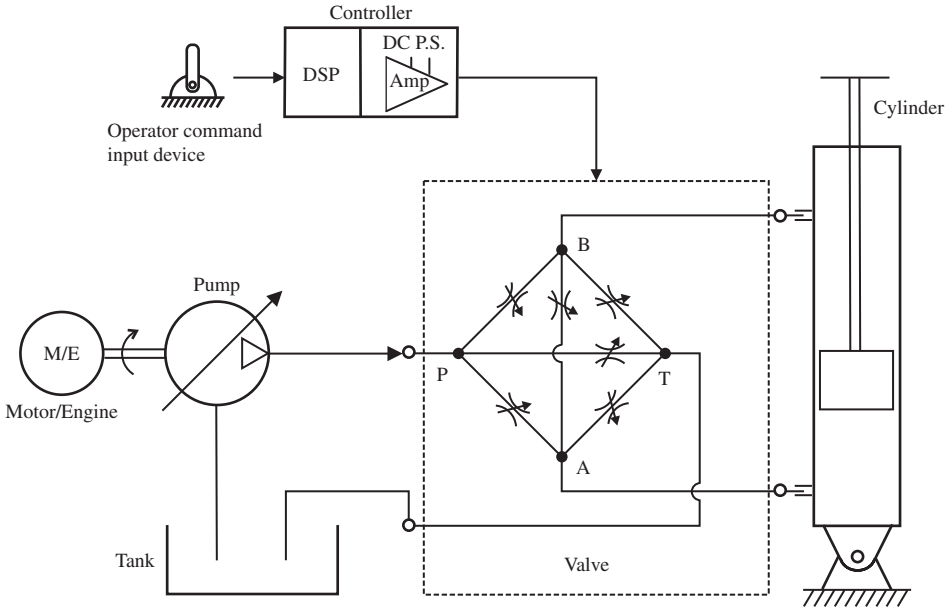 Controller
DC P.S.
DSP
Amp
Operator command
input device
Cylinder
B
Pump
M/E
P
T
Motor/Engine
A
Tank
Valve